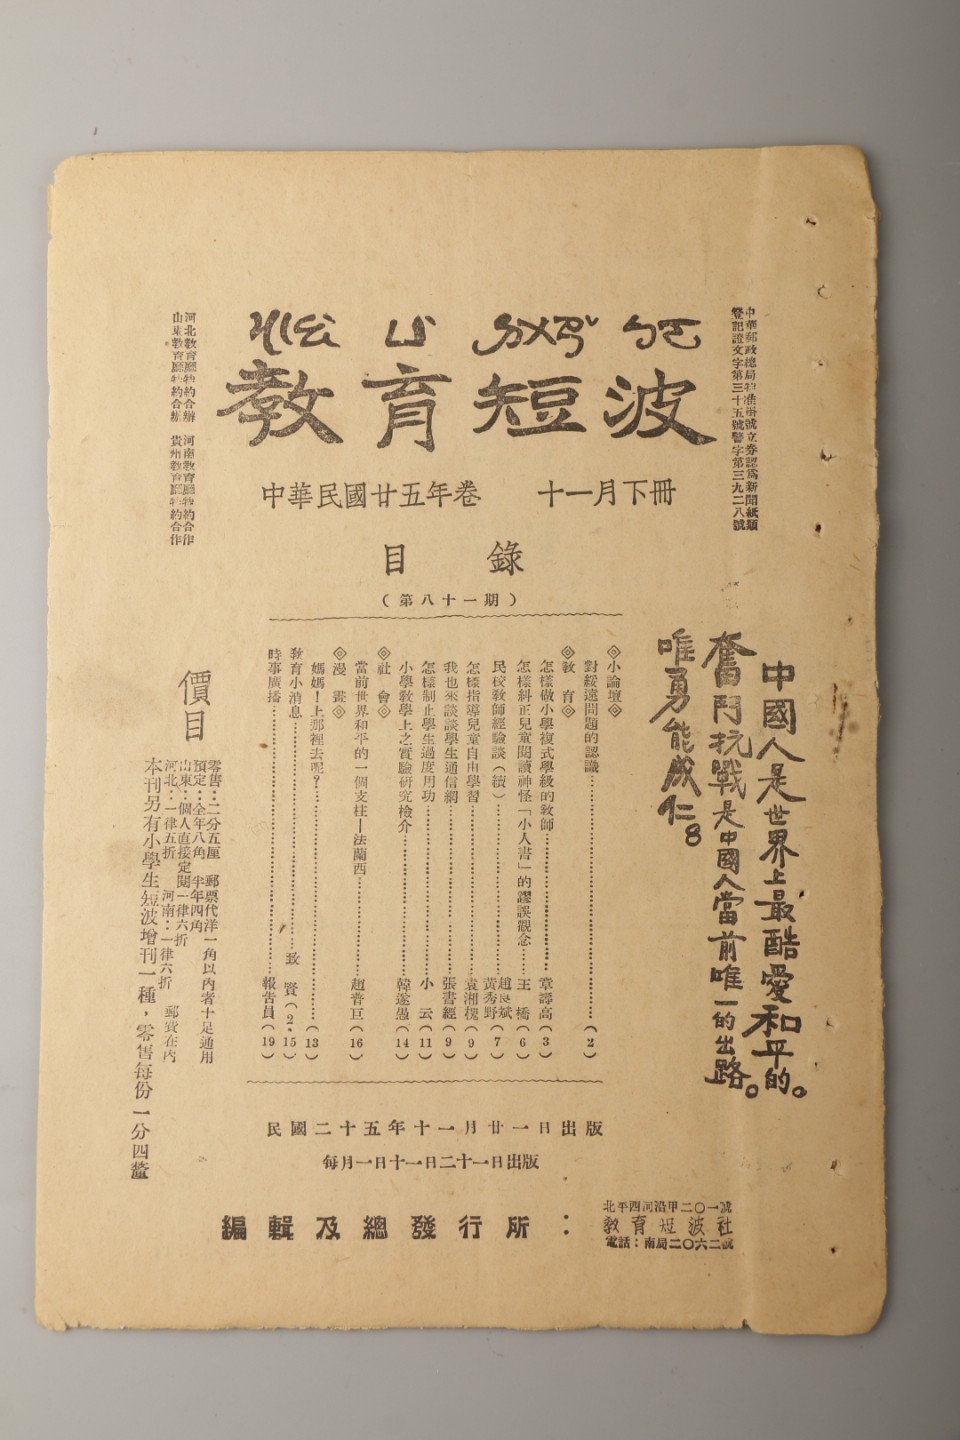 教育短波
中華民國廿五年卷　十一月下冊
目錄
（第八十一期）
中華郵政總局特准掛號立券認爲新聞紙類
登記證文字第三十五號警字第三九二八號
河北教育廳特約合辦　河南教育廳特約合作
山東教育廳特約合辦　貴州教育廳特約合作
中國人是世界上最酷愛和平的。
奮鬥抗戰是中國人當前唯一的出路。
唯勇能成仁。
◈小論壇◈
對綏遠問題的認識……（2）
◈教　育◈
怎樣做小學複式學級的教師……章譯高（3）
怎樣糾正兒童閱讀神怪「小人書」的謬誤觀念……王　橋（6）
民校教師經驗談（續）……趙良斌　黃秀野（7）
怎樣指導兒童自由學習……袁湘槐（9）
我也來談談學生通信網……張書經（9）
怎樣制止學生過度用功……小　云（11）
小學教學上之實驗研究檢介……韓遂愚（14）
◈社　會◈
當前世界和平的一個支柱—法蘭西……趙普巨（16）
◈漫　畫◈
媽媽！上那裡去呢？……（13）
教育小消息……致　賢（2，15）
時事廣播……報告員（19）
價目
零售：二分五厘　郵票代洋一角以內者十足通用
預定：全年八角　半年四角
山東：個人直接定閱一律六折
河北：一律五折　河南：一律六折　郵費在內
本刊另有小學生短波增刊一種，零售每份一分四釐
民國二十五年十一月廿一日出版
每月一日十一日二十一日出版
編輯及總發行所：
北平西河沿甲二〇一號
教育短波社
電話：南局二〇六二號